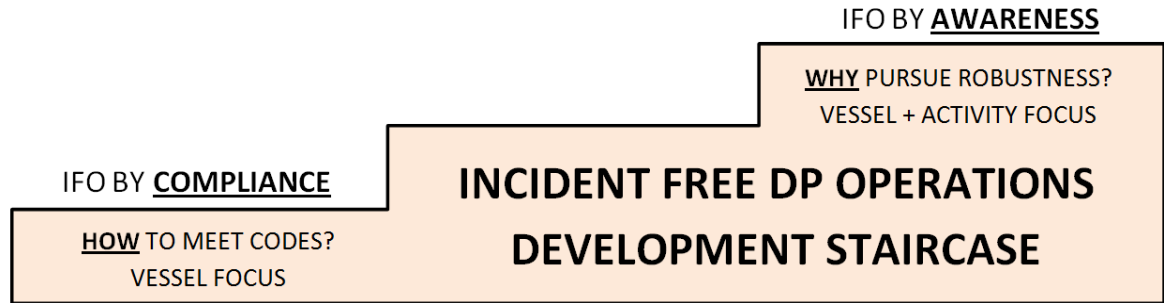 IFO BY AWARENESS
WHY PURSUE ROBUSTNESS?
VESSEL + ACTIVITY FOCUS
IFO BY COMPLIANCE
HOW TO MEET CODES?
VESSEL FOCUS
INCIDENT FREE DP OPERATIONS
DEVELOPMENT STAIRCASE